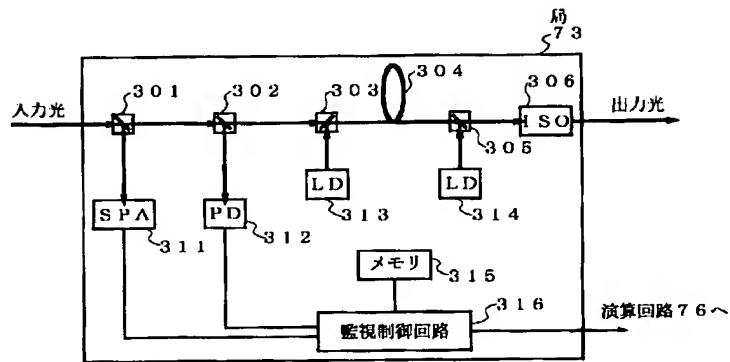 局
７３
３０１
３０２
３０３
３０４
３０６
入力光
ＩＳＯ
出力光
３０５
ＳＰＡ
ＰＤ
ＬＤ
ＬＤ
３１１
３１２
３１３
３１４
メモリ
３１５
３１６
監視制御回路
演算回路７６へ